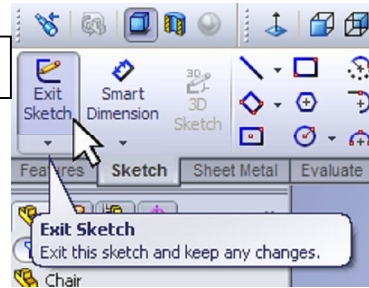 Exit
Sketch
Smart
Dimension
3D
3D
Sketch
Features
Sketch
Sheet Metal
Evaluate
Exit Sketch
Exit this sketch and keep any changes.
Chair